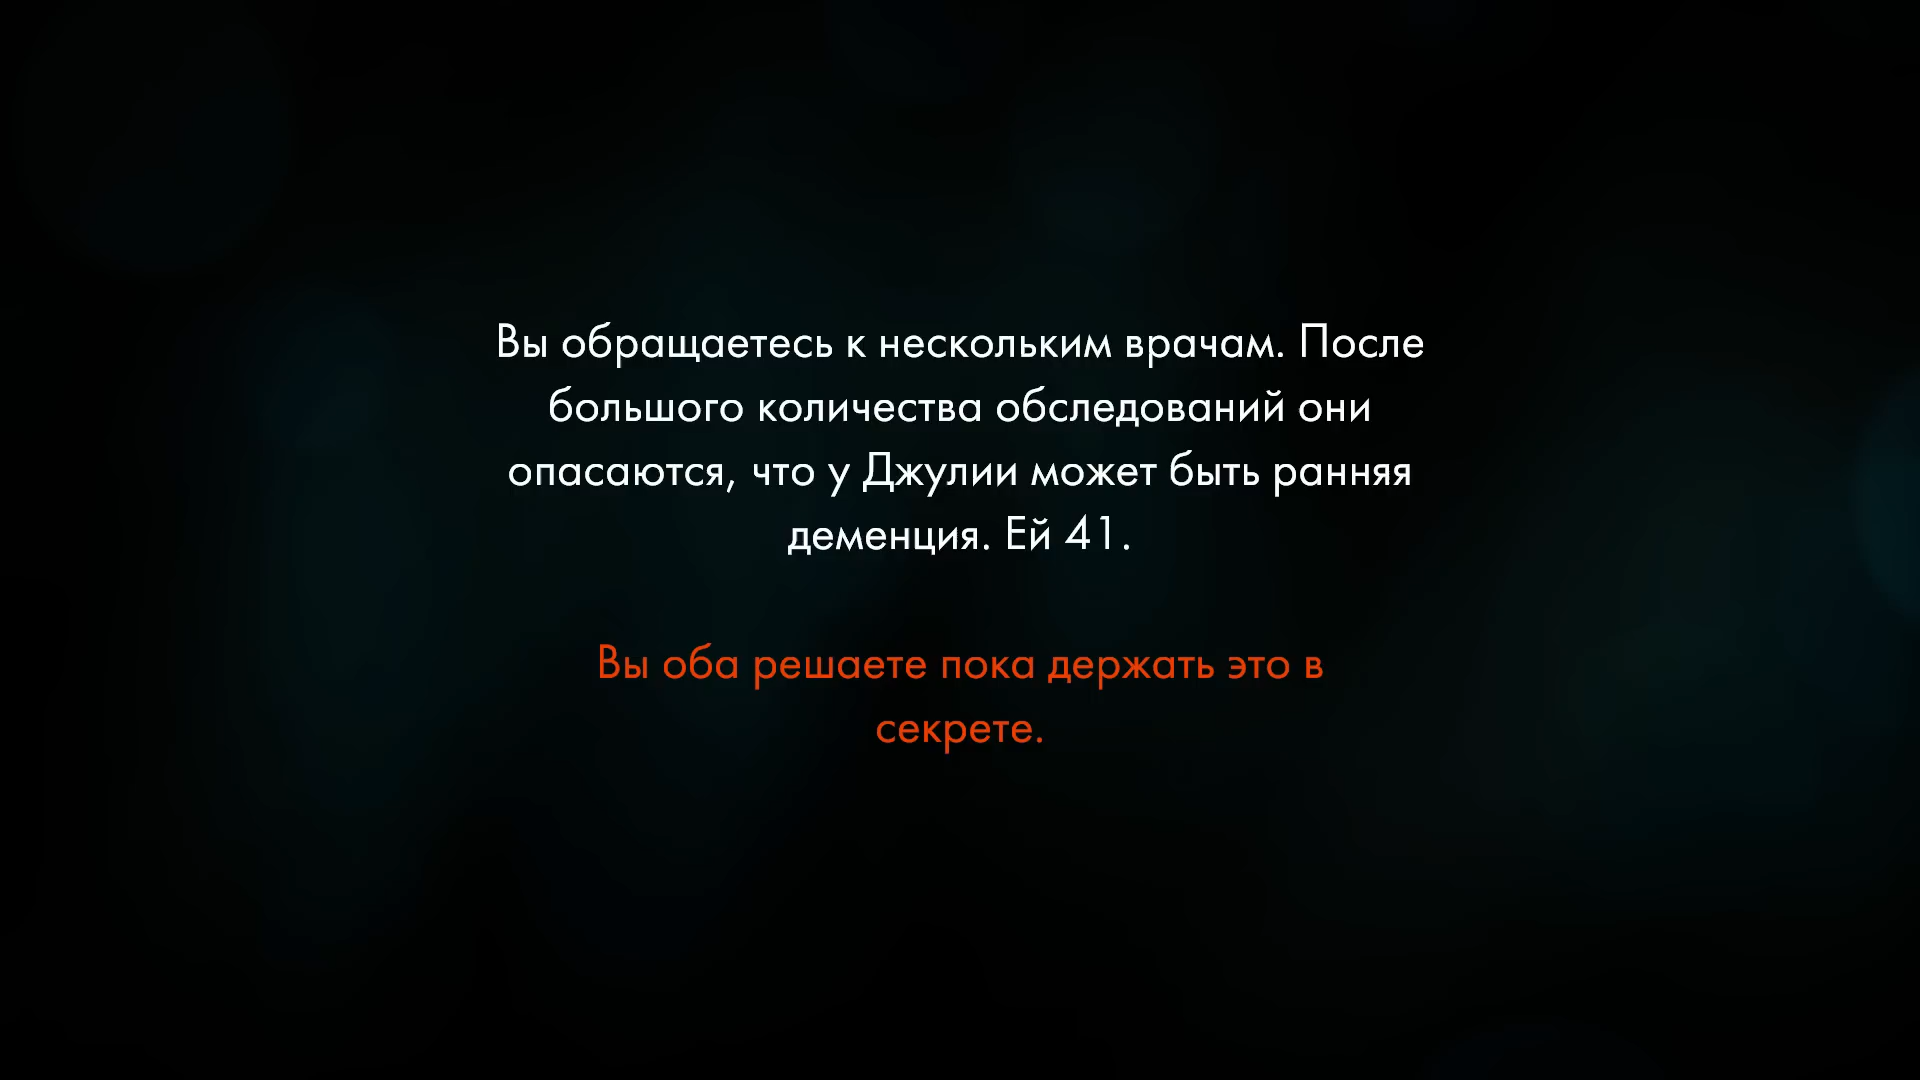 Вы обращаетесь к нескольким врачам. После
большого количества обследований они
опасаются, что у Джулии может быть ранняя
деменция. Ей 41.
Вы оба решаете пока держать это в
секрете.